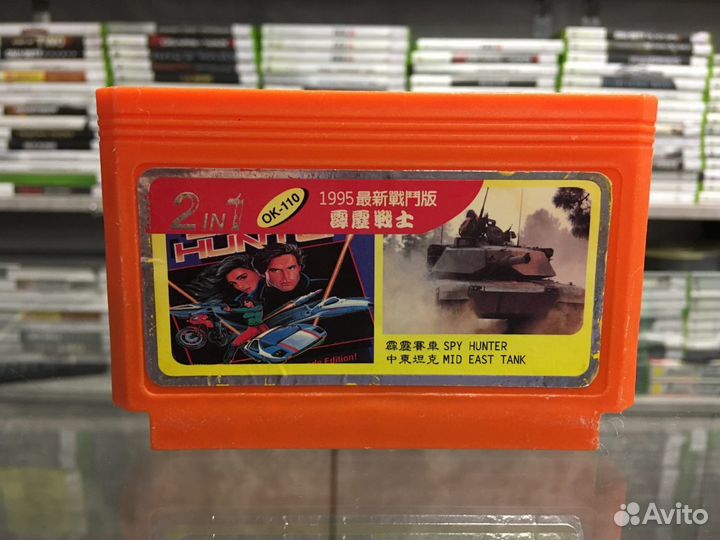 2 IN 1
OK-110
1995最新戰鬥版
霹靂戰士
HUNTER
de Edition!
霹靂賽車 SPY HUNTER
中東坦克 MID EAST TANK
Avito